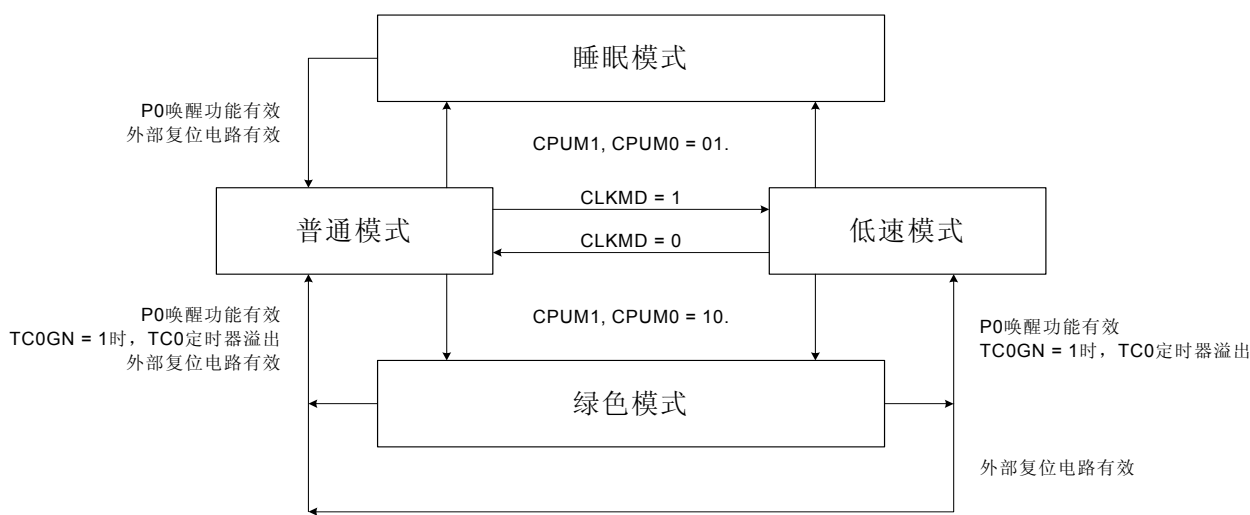 睡眠模式
P0唤醒功能有效
外部复位电路有效
CPUM1, CPUM0 = 01.
普通模式
CLKMD = 1
CLKMD = 0
低速模式
P0唤醒功能有效
TC0GN = 1时，TC0定时器溢出
外部复位电路有效
CPUM1, CPUM0 = 10.
P0唤醒功能有效
TC0GN = 1时，TC0定时器溢出
绿色模式
外部复位电路有效